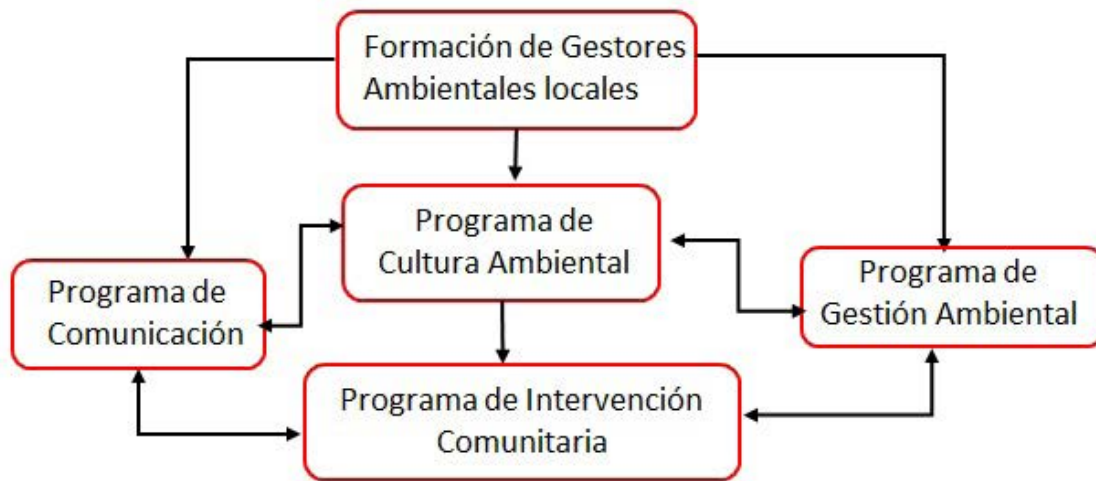 Formación de Gestores
Ambientales locales
Programa de
Cultura Ambiental
Programa de
Comunicación
Programa de
Gestión Ambiental
Programa de Intervención
Comunitaria